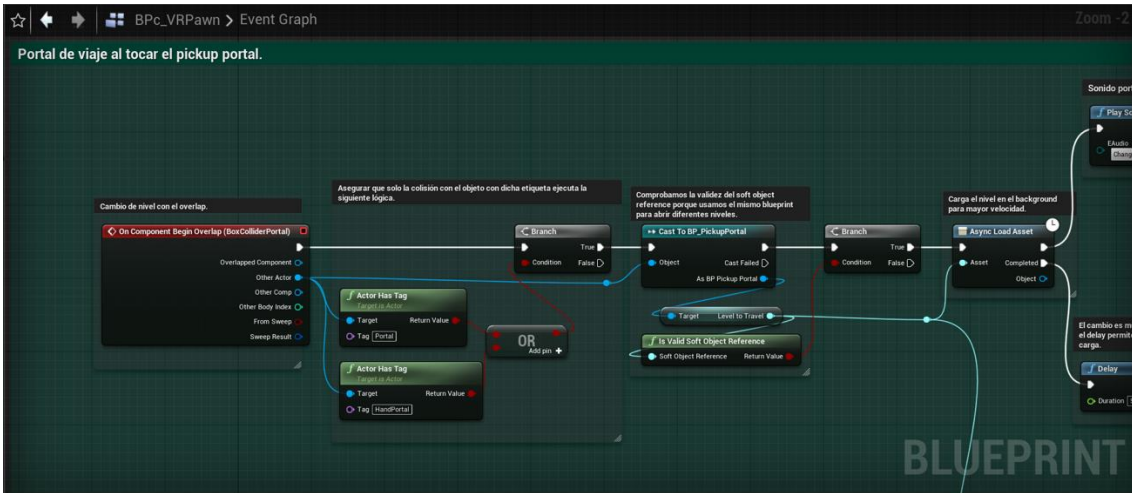 BPc_VRPawn > Event Graph
Zoom -2
Portal de viaje al tocar el pickup portal.
Sonido port
Play So
EAudio
Chang
Asegurar que solo la colisión con el objeto con dicha etiqueta ejecuta la
siguiente lógica.
Comprobamos la validez del soft object
reference porque usamos el mismo blueprint
para abrir diferentes niveles.
Cambio de nivel con el overlap.
Carga el nivel en el background
para mayor velocidad.
On Component Begin Overlap (BoxColliderPortal)
Overlapped Component
Other Actor
Other Comp
Other Body Index
From Sweep
Sweep Result
Branch
True
Condition
False
Actor Has Tag
Target is Actor
Target
Return Value
Tag
Portal
OR
Add pin +
Actor Has Tag
Target is Actor
Target
Return Value
Tag
HandPortal
Cast To BP_PickupPortal
Object
Cast Failed
As BP Pickup Portal
Target
Level to Travel
Is Valid Soft Object Reference
Soft Object Reference
Return Value
Branch
True
Condition
False
Async Load Asset
Asset
Completed
Object
El cambio es mu
el delay permite
carga.
Delay
Duration
BLUEPRINT